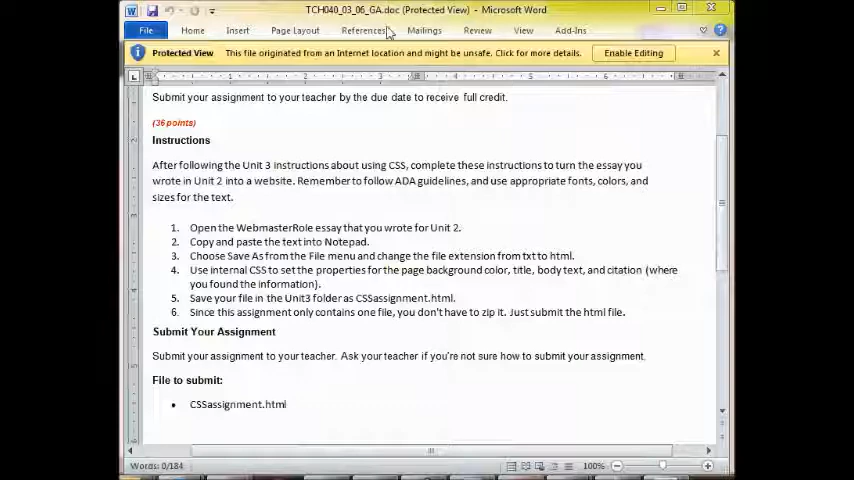 TCH040_03_06_GA.doc (Protected View) - Microsoft Word
File Home Insert Page Layout References Mailings Review View Add-Ins
Protected View This file originated from an Internet location and might be unsafe. Click for more details. Enable Editing
1 2 3 4 5 6
Submit your assignment to your teacher by the due date to receive full credit.
(36 points)
Instructions
After following the Unit 3 instructions about using CSS, complete these instructions to turn the essay you
wrote in Unit 2 into a website. Remember to follow ADA guidelines, and use appropriate fonts, colors, and
sizes for the text.
1. Open the WebmasterRole essay that you wrote for Unit 2.
2. Copy and paste the text into Notepad.
3. Choose Save As from the File menu and change the file extension from txt to html.
4. Use internal CSS to set the properties for the page background color, title, body text, and citation (where
you found the information).
5. Save your file in the Unit3 folder as CSSassignment.html.
6. Since this assignment only contains one file, you don't have to zip it. Just submit the html file.
Submit Your Assignment
Submit your assignment to your teacher. Ask your teacher if you're not sure how to submit your assignment.
File to submit:
• CSSassignment.html
Words: 0/184 100%